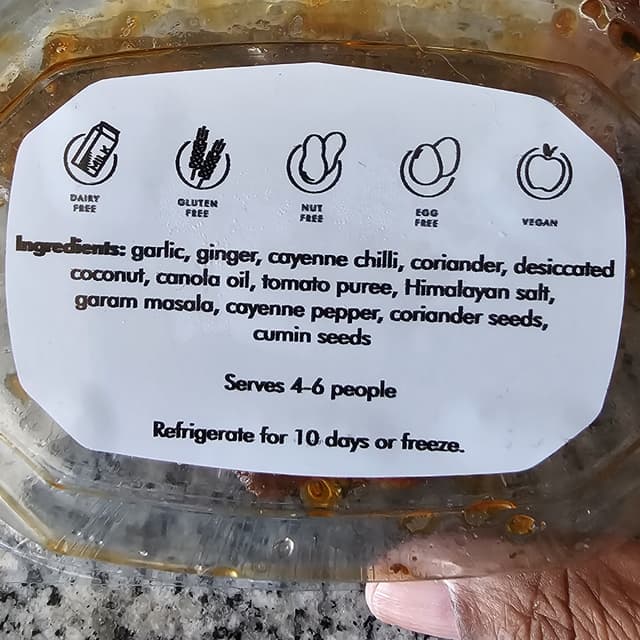 MILK
DAIRY
FREE
GLUTEN
FREE
NUT
FREE
EGG
FREE
VEGAN
Ingredients: garlic, ginger, cayenne chilli, coriander, desiccated
coconut, canola oil, tomato puree, Himalayan salt,
garam masala, cayenne pepper, coriander seeds,
cumin seeds
Serves 4-6 people
Refrigerate for 10 days or freeze.